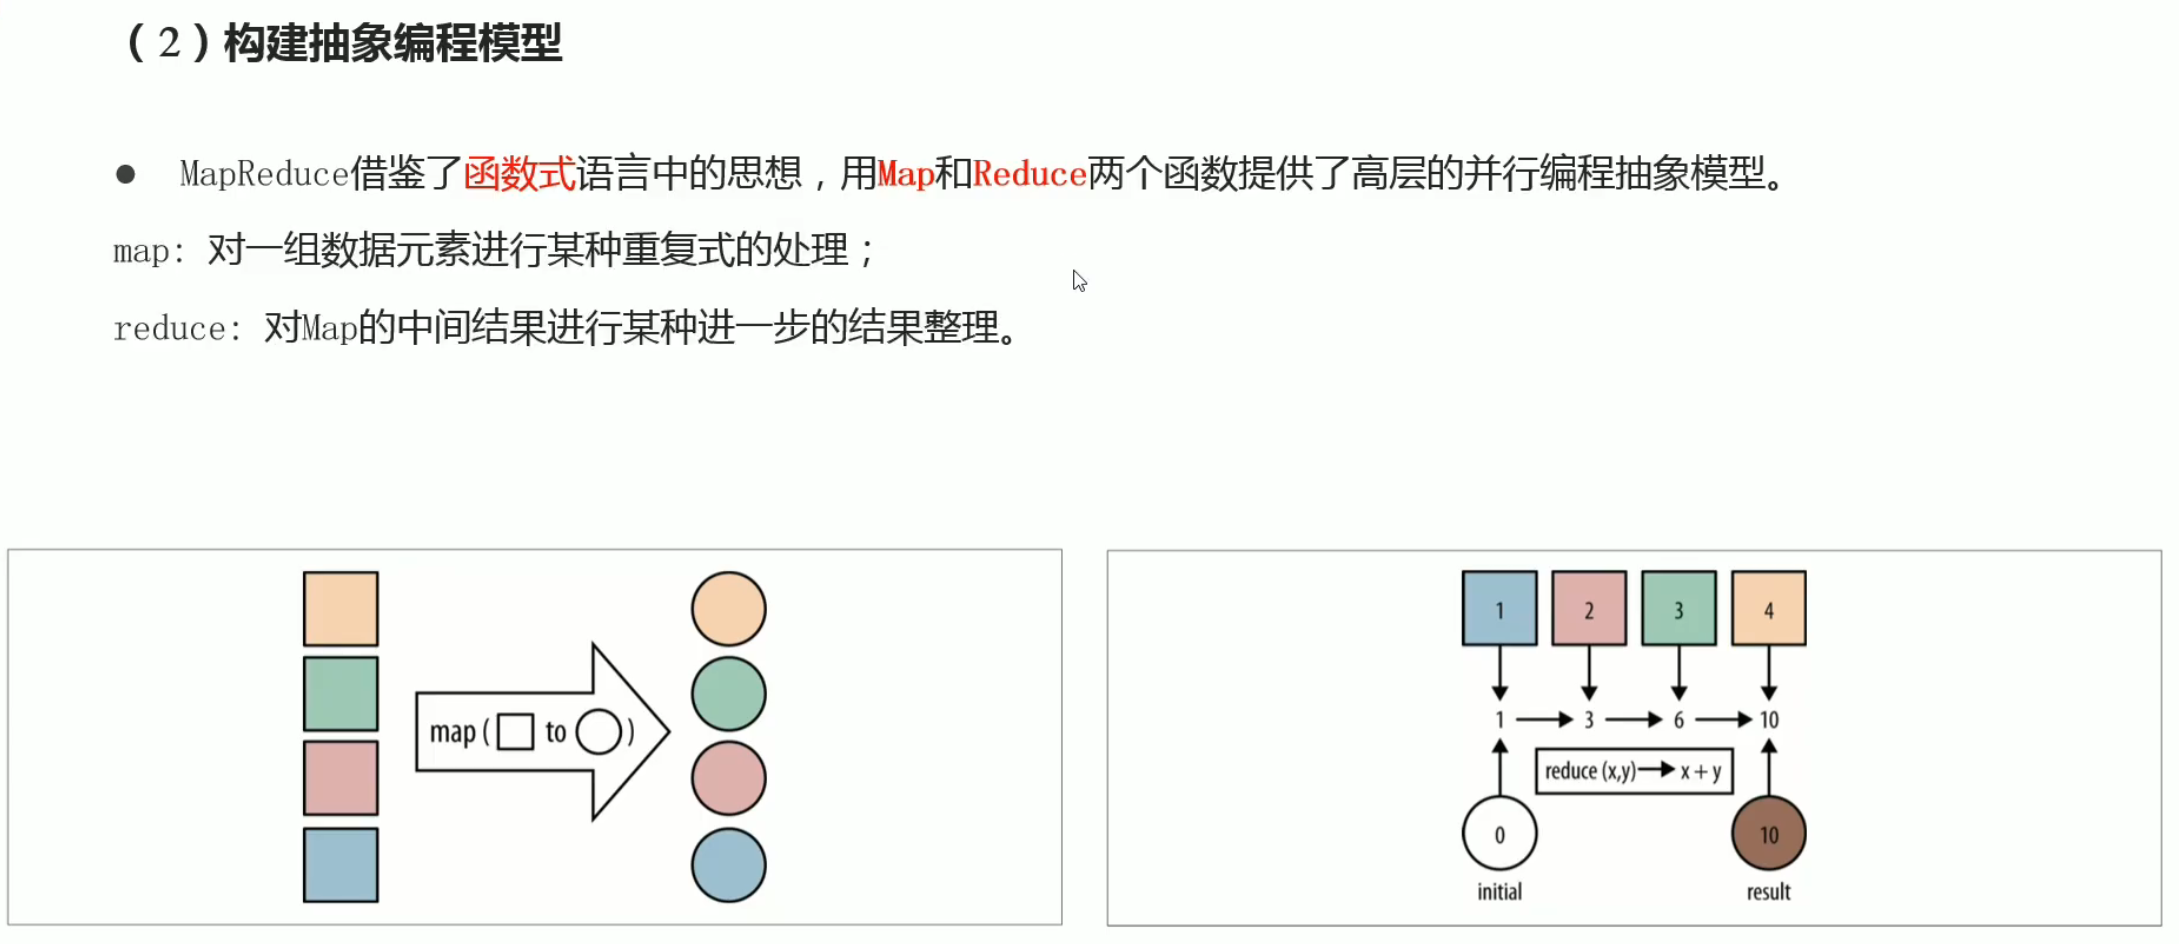 （2）构建抽象编程模型
● MapReduce借鉴了函数式语言中的思想，用Map和Reduce两个函数提供了高层的并行编程抽象模型。
map：对一组数据元素进行某种重复式的处理；
reduce：对Map的中间结果进行某种进一步的结果整理。
map ( to )
1 2 3 4
1 3 6 10
reduce (x,y) → x + y
0 10
initial result